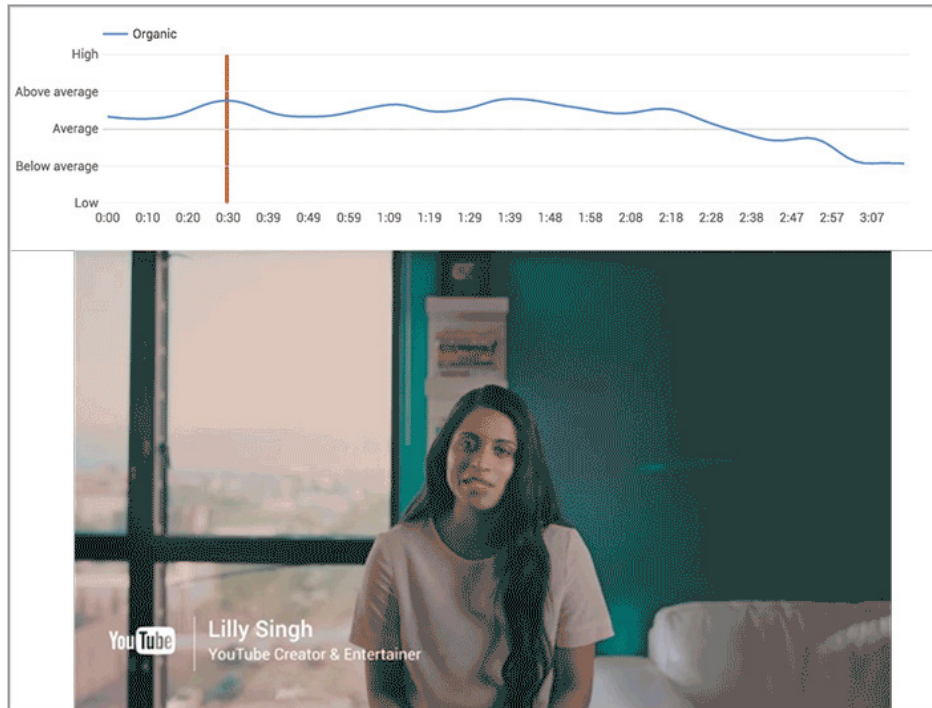 Organic
High
Above average
Average
Below average
Low
0:00 0:10 0:20 0:30 0:39 0:49 0:59 1:09 1:19 1:29 1:39 1:48 1:58 2:08 2:18 2:28 2:38 2:47 2:57 3:07
YouTube
Lilly Singh
YouTube Creator & Entertainer